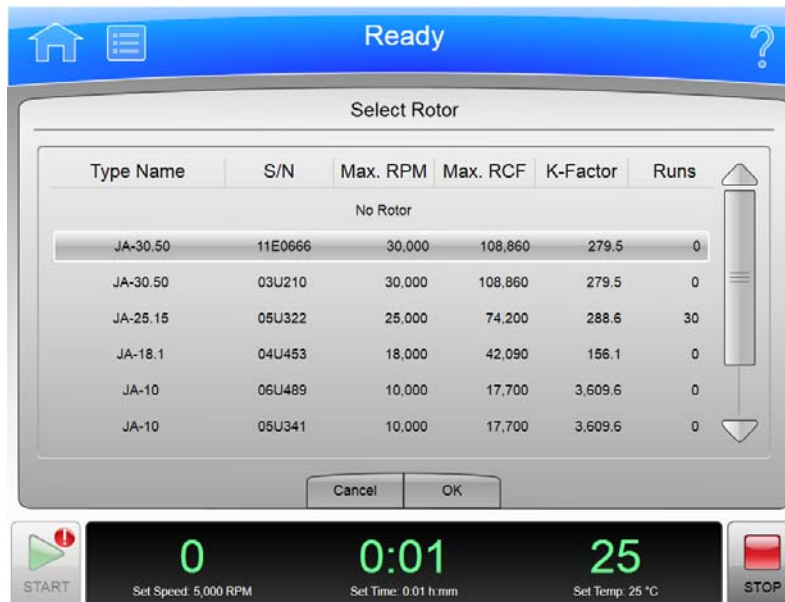 Ready
Select Rotor
Type Name S/N Max. RPM Max. RCF K-Factor Runs
No Rotor
JA-30.50 11E0666 30,000 108,860 279.5 0
JA-30.50 03U210 30,000 108,860 279.5 0
JA-25.15 05U322 25,000 74,200 288.6 30
JA-18.1 04U453 18,000 42,090 156.1 0
JA-10 06U489 10,000 17,700 3,609.6 0
JA-10 05U341 10,000 17,700 3,609.6 0
Cancel OK
0 0:01 25
START Set Speed: 5,000 RPM Set Time: 0:01 h:mm Set Temp: 25 °C STOP